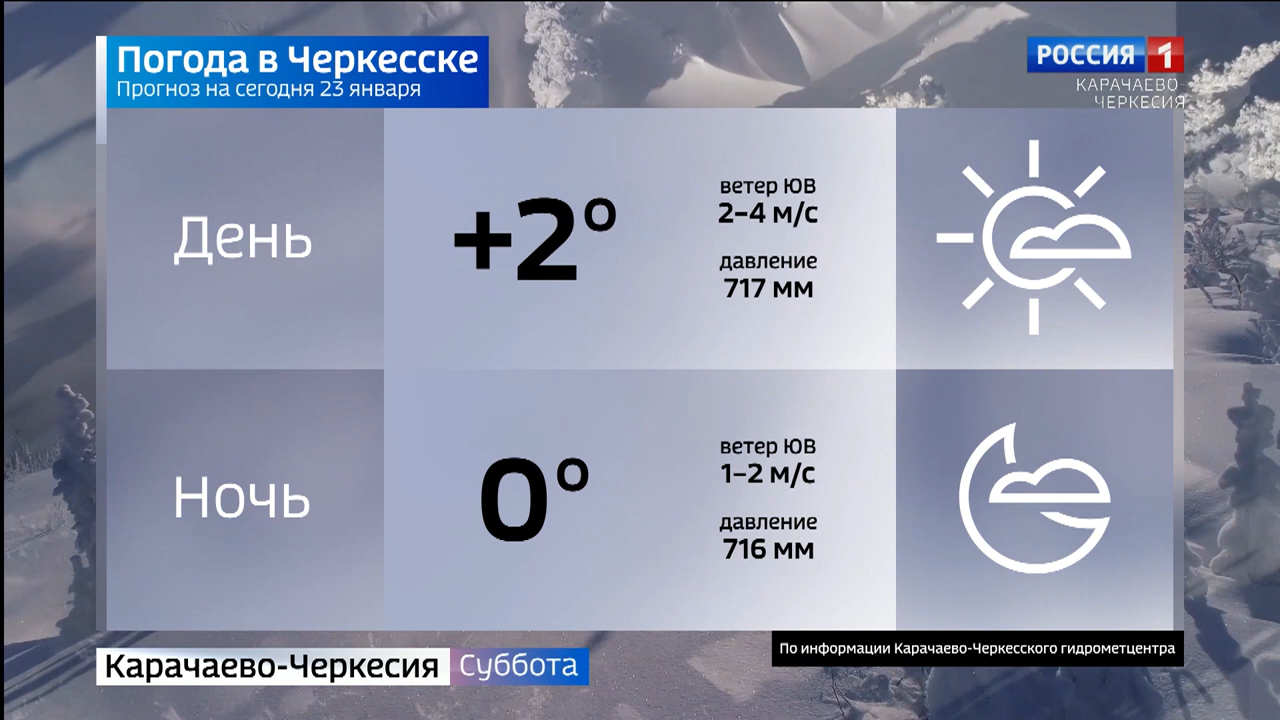 Погода в Черкесске
Прогноз на сегодня 23 января
РОССИЯ 1
КАРАЧАЕВО
ЧЕРКЕСИЯ
День
+2°
ветер ЮВ
2–4 м/с
давление
717 мм
Ночь
0°
ветер ЮВ
1–2 м/с
давление
716 мм
По информации Карачаево-Черкесского гидрометцентра
Карачаево-Черкесия Суббота